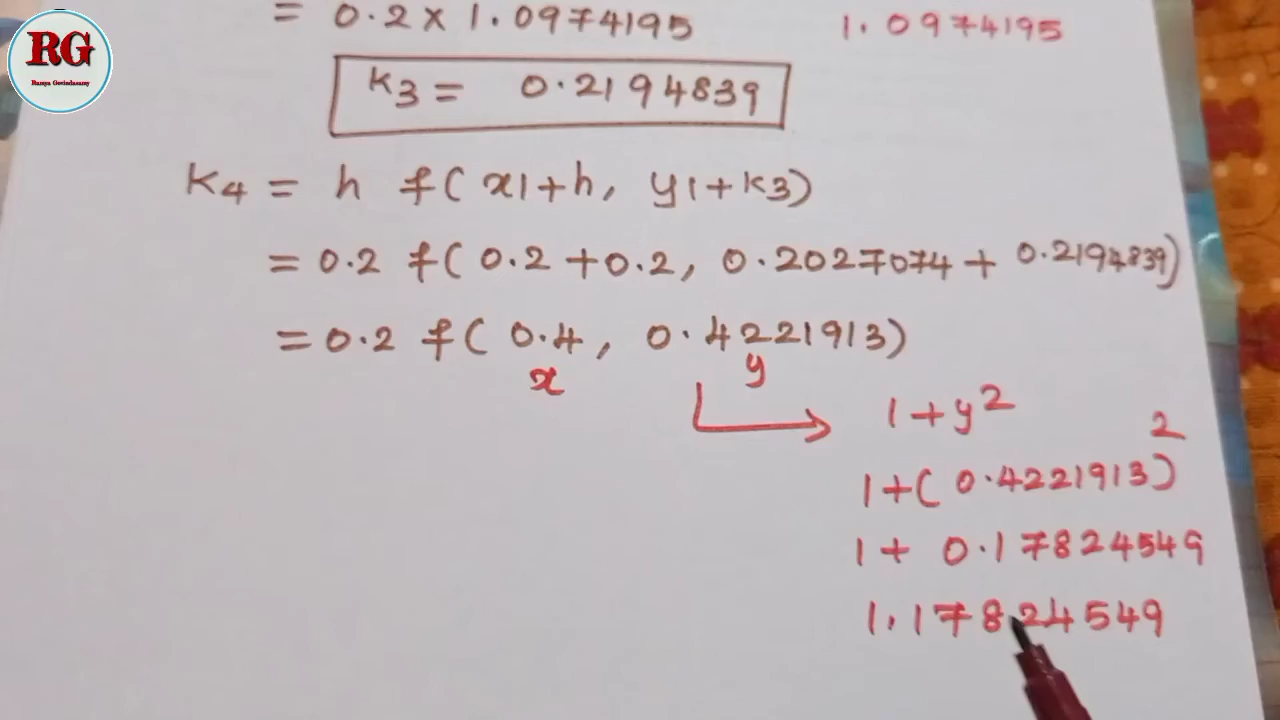 RG
Ramya Govindasamy
= 0.2 × 1.0974195
1.0974195
K3 = 0.2194839
K4 = h f(x1+h, y1+K3)
= 0.2 f(0.2+0.2, 0.2027074 + 0.2194839)
= 0.2 f(0.4, 0.4221913)
x y
1+y²
1+(0.4221913)²
1+ 0.17824549
1.17824549